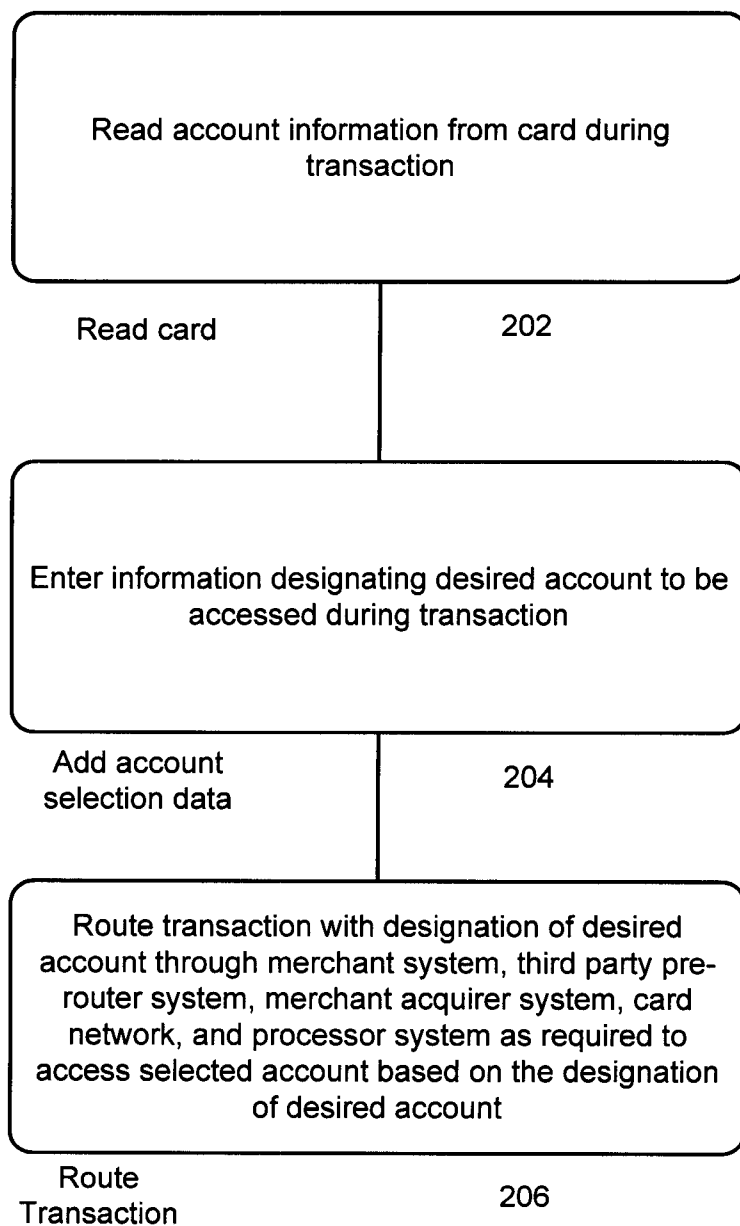 Read account information from card during
transaction
Read card
202
Enter information designating desired account to be
accessed during transaction
Add account
selection data
204
Route transaction with designation of desired
account through merchant system, third party pre-
router system, merchant acquirer system, card
network, and processor system as required to
access selected account based on the designation
of desired account
Route
Transaction
206